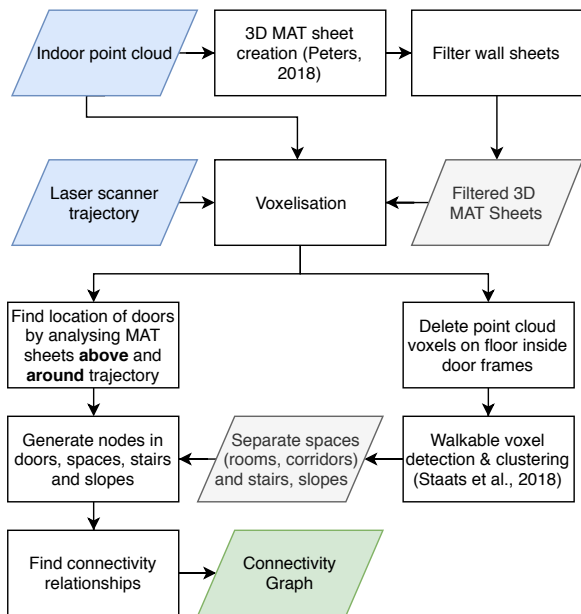 Indoor point cloud
3D MAT sheet
creation (Peters,
2018)
Filter wall sheets
Laser scanner
trajectory
Voxelisation
Filtered 3D
MAT Sheets
Find location of doors
by analysing MAT
sheets above and
around trajectory
Delete point cloud
voxels on floor inside
door frames
Generate nodes in
doors, spaces, stairs
and slopes
Separate spaces
(rooms, corridors)
and stairs, slopes
Walkable voxel
detection & clustering
(Staats et al., 2018)
Find connectivity
relationships
Connectivity
Graph